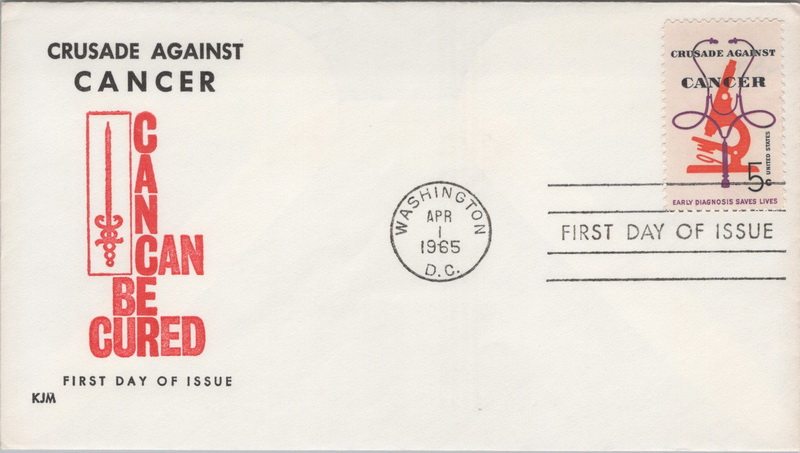 CRUSADE AGAINST
CANCER
CANCER
CAN
BE
CURED
FIRST DAY OF ISSUE
KJM
WASHINGTON
APR
1
1965
D.C.
CRUSADE AGAINST
CANCER
UNITED STATES
5c
EARLY DIAGNOSIS SAVES LIVES
FIRST DAY OF ISSUE